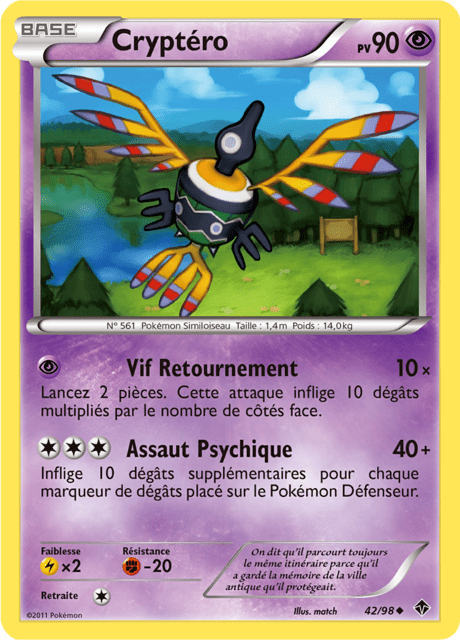 BASE
Cryptéro
PV 90
N° 561 Pokémon Similoiseau Taille : 1,4m Poids : 14,0kg
Vif Retournement 10×
Lancez 2 pièces. Cette attaque inflige 10 dégâts
multipliés par le nombre de côtés face.
Assaut Psychique 40+
Inflige 10 dégâts supplémentaires pour chaque
marqueur de dégâts placé sur le Pokémon Défenseur.
Faiblesse
×2
Résistance
-20
Retraite
On dit qu'il parcourt toujours
le même itinéraire parce qu'il
a gardé la mémoire de la ville
antique qu'il protégeait.
©2011 Pokémon
Illus. match
42/98